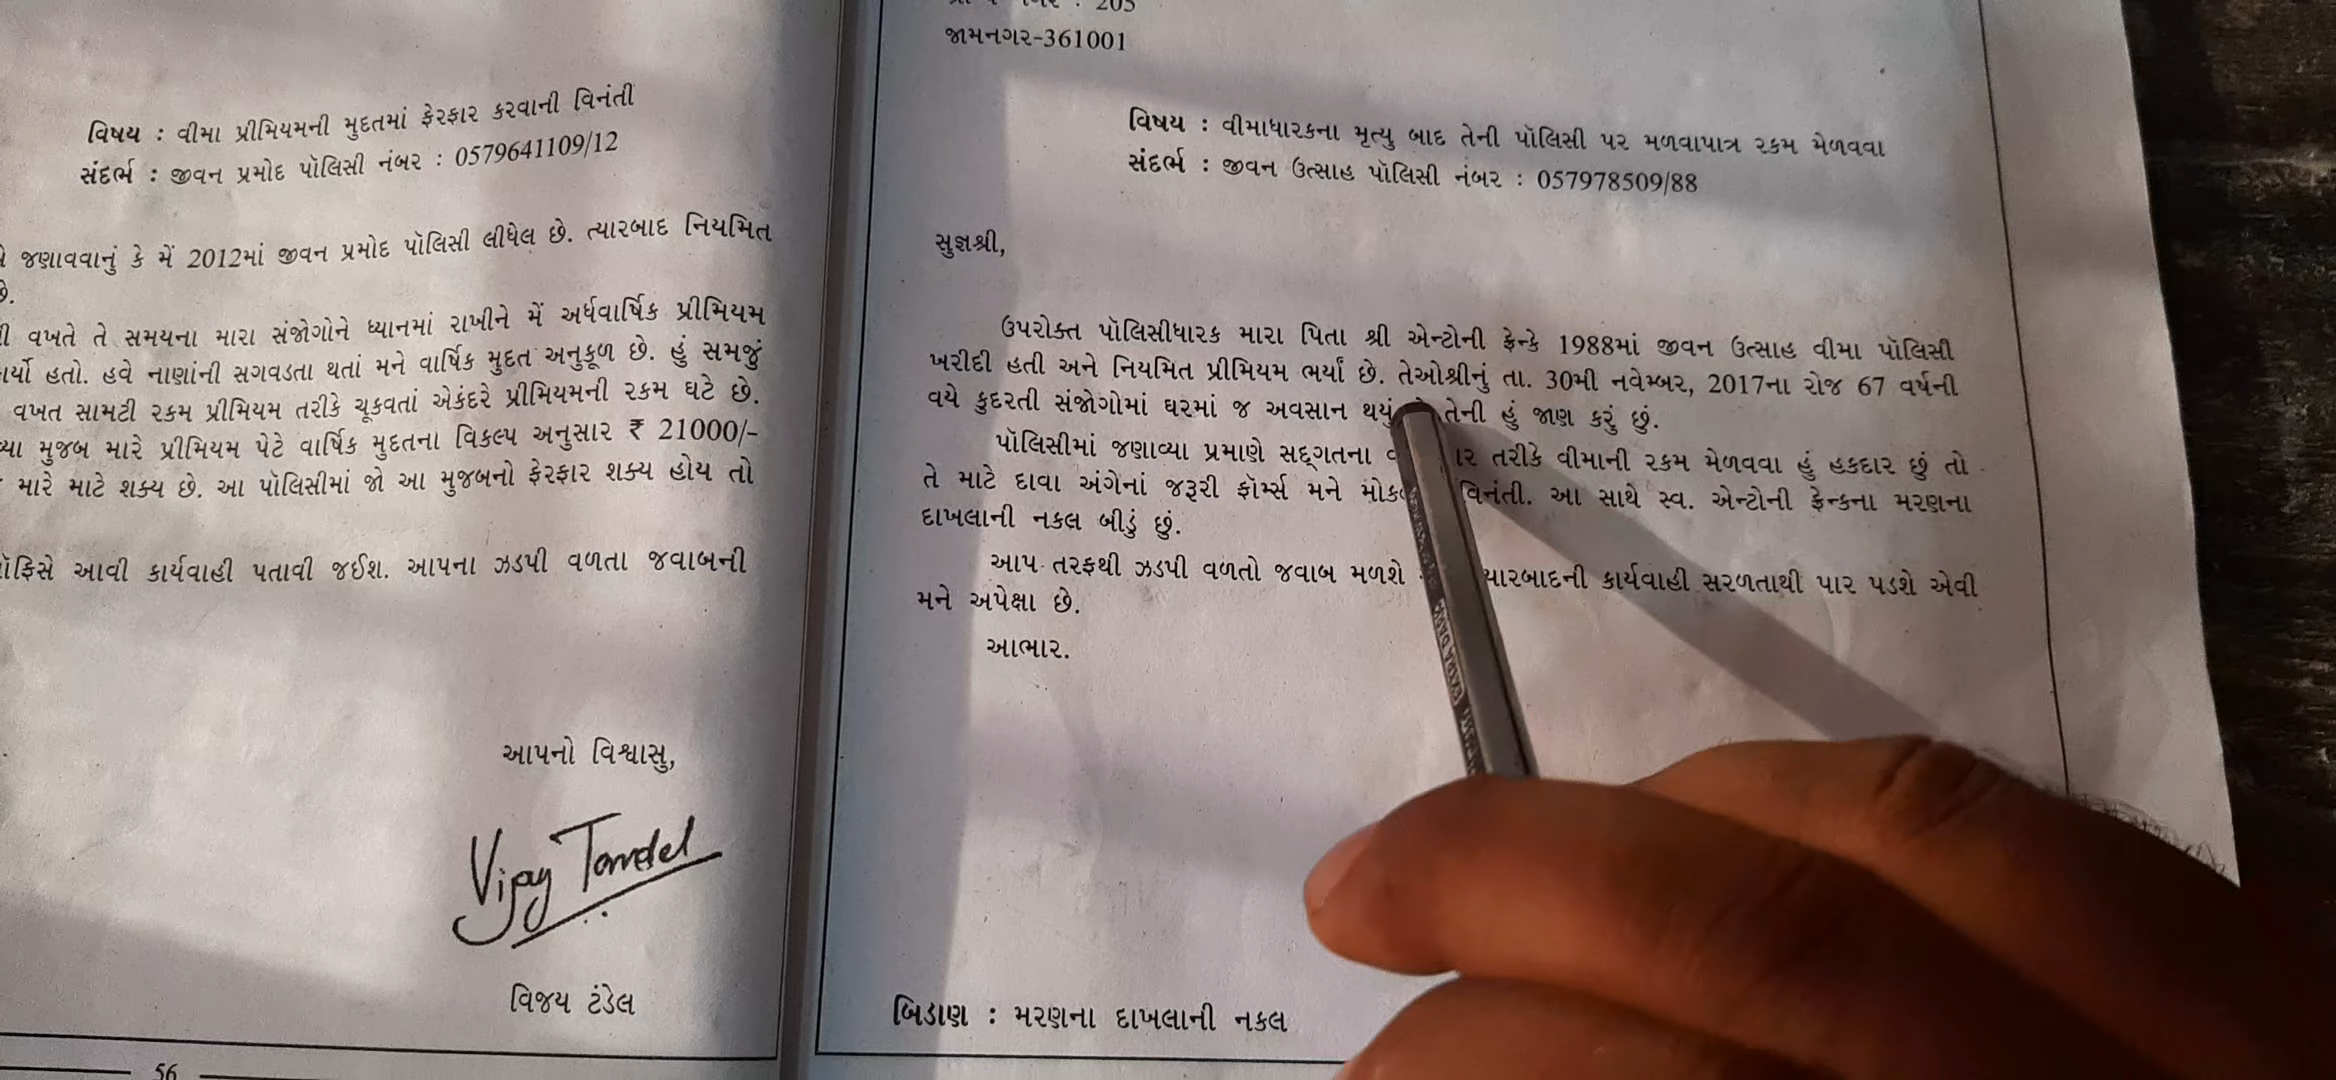 વિષય : વીમા પ્રીમિયમની મુદતમાં ફેરફાર કરવાની વિનંતી
સંદર્ભ : જીવન પ્રમોદ પૉલિસી નંબર : 0579641109/12
જણાવવાનું કે મેં 2012માં જીવન પ્રમોદ પૉલિસી લીધેલ છે. ત્યારબાદ નિયમિત
છે.
વખતે તે સમયના મારા સંજોગોને ધ્યાનમાં રાખીને મેં અર્ધવાર્ષિક પ્રીમિયમ
હતો. હવે નાણાંની સગવડતા થતાં મને વાર્ષિક મુદત અનુકૂળ છે. હું સમજું
વખત સામટી રકમ પ્રીમિયમ તરીકે ચૂકવતાં એકંદરે પ્રીમિયમની રકમ ઘટે છે.
મુજબ મારે પ્રીમિયમ પેટે વાર્ષિક મુદતના વિકલ્પ અનુસાર ₹ 21000/-
મારે માટે શક્ય છે. આ પૉલિસીમાં જો આ મુજબનો ફેરફાર શક્ય હોય તો
આવી કાર્યવાહી પતાવી જઈશ. આપના ઝડપી વળતા જવાબની
આપનો વિશ્વાસુ,
Vijay Tandel
વિજય ટંડેલ
56
205
જામનગર-361001
વિષય : વીમાધારકના મૃત્યુ બાદ તેની પૉલિસી પર મળવાપાત્ર રકમ મેળવવા
સંદર્ભ : જીવન ઉત્સાહ પૉલિસી નંબર : 057978509/88
સુજ્ઞશ્રી,
ઉપરોક્ત પૉલિસીધારક મારા પિતા શ્રી એન્ટોની ફ્રેન્કે 1988માં જીવન ઉત્સાહ વીમા પૉલિસી
ખરીદી હતી અને નિયમિત પ્રીમિયમ ભર્યાં છે. તેઓશ્રીનું તા. 30મી નવેમ્બર, 2017ના રોજ 67 વર્ષની
વયે કુદરતી સંજોગોમાં ઘરમાં જ અવસાન થયું તેની હું જાણ કરું છું.
પૉલિસીમાં જણાવ્યા પ્રમાણે સદ્દગતના તરીકે વીમાની રકમ મેળવવા હું હકદાર છું તો
તે માટે દાવા અંગેનાં જરૂરી ફૉર્મ્સ મને વિનંતી. આ સાથે સ્વ. એન્ટોની ફ્રેન્કના મરણના
દાખલાની નકલ બીડું છું.
આપ તરફથી ઝડપી વળતો જવાબ મળશે કાર્યવાહી સરળતાથી પાર પડશે એવી
મને અપેક્ષા છે.
આભાર.
બિડાણ : મરણના દાખલાની નકલ